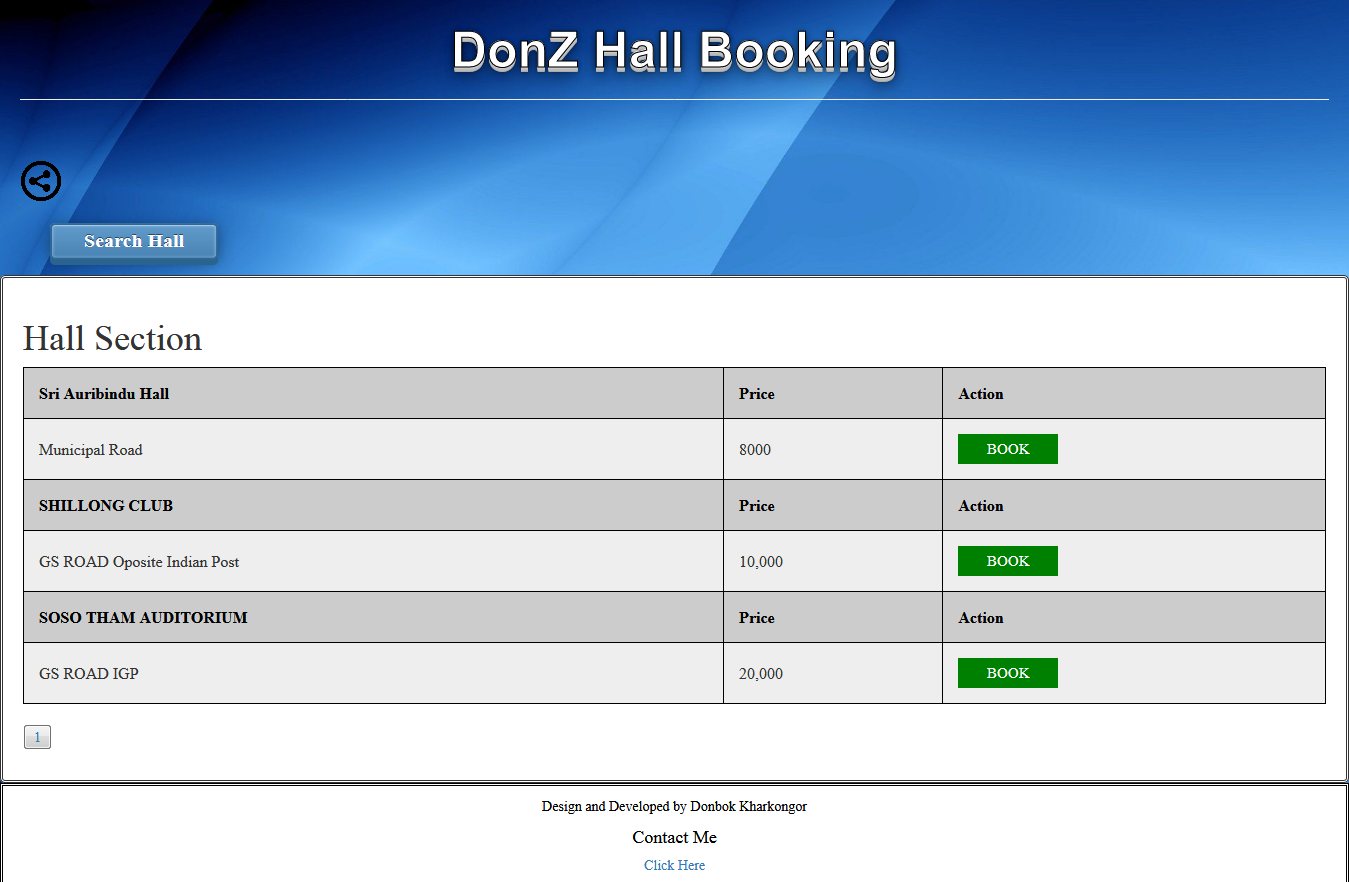 DonZ Hall Booking
Search Hall
Hall Section
Sri Auribindu Hall Price Action
Municipal Road 8000 BOOK
SHILLONG CLUB Price Action
GS ROAD Oposite Indian Post 10,000 BOOK
SOSO THAM AUDITORIUM Price Action
GS ROAD IGP 20,000 BOOK
1
Design and Developed by Donbok Kharkongor
Contact Me
Click Here